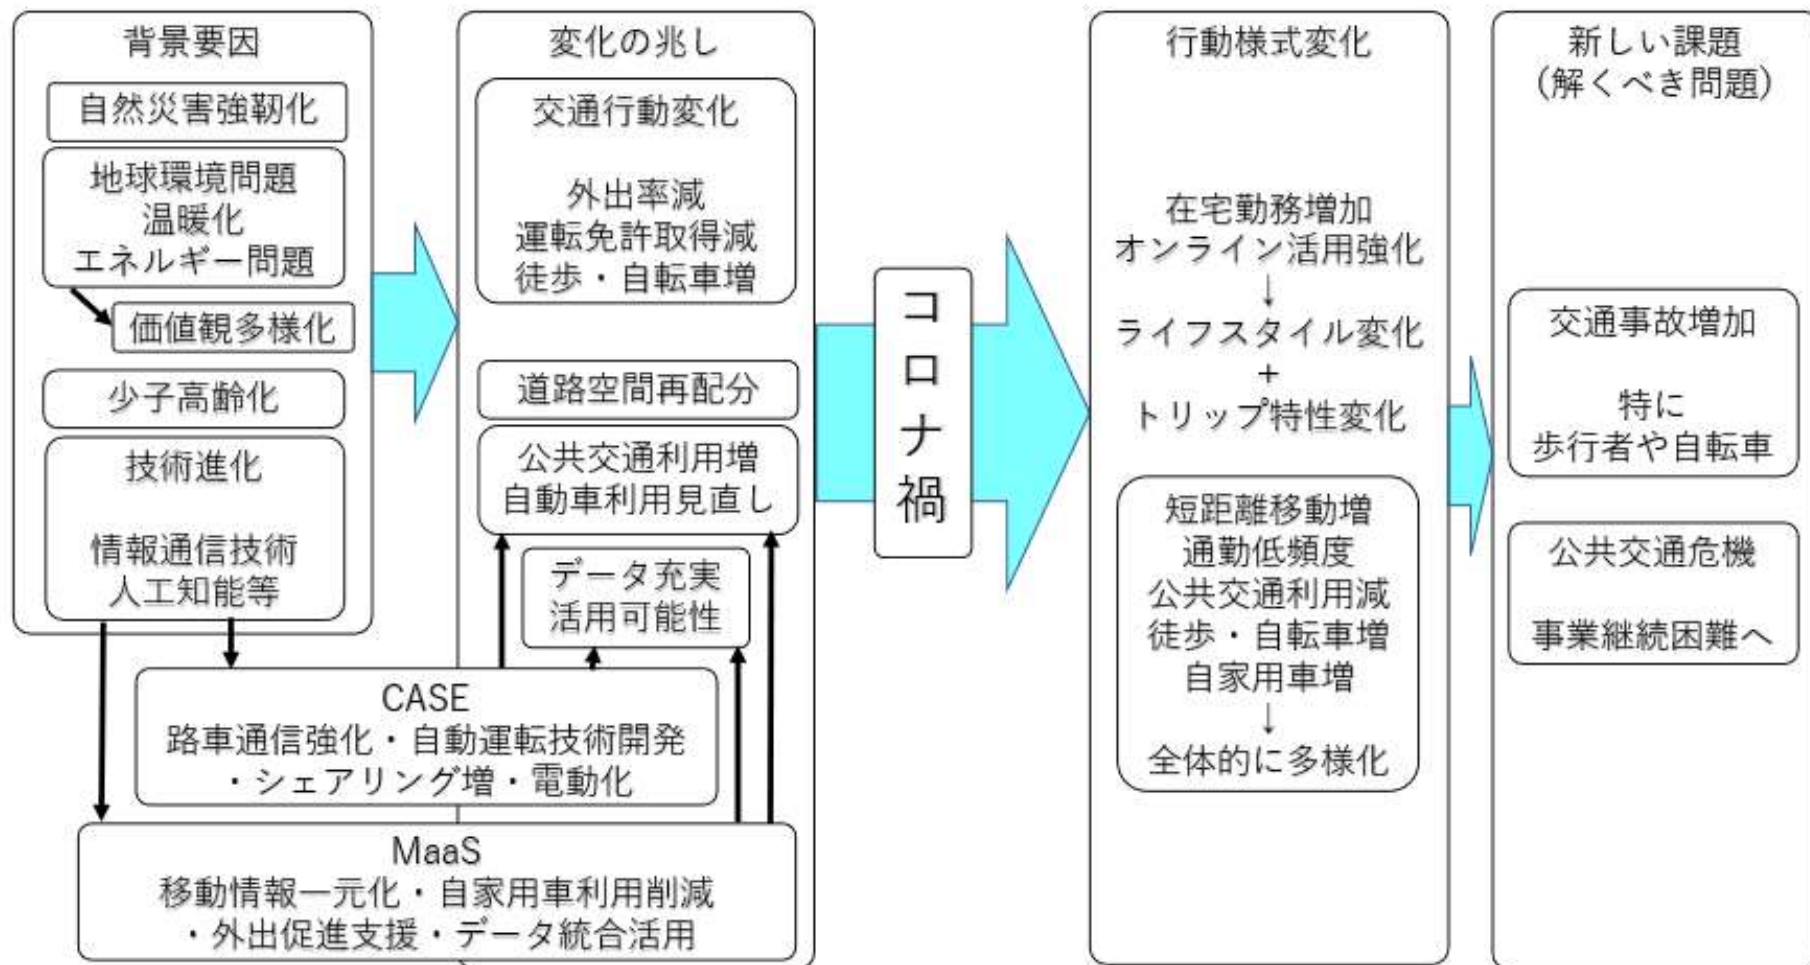 背景要因
自然災害強靭化
地球環境問題
温暖化
エネルギー問題
価値観多様化
少子高齢化
技術進化
情報通信技術
人工知能等
変化の兆し
交通行動変化
外出率減
運転免許取得減
徒歩・自転車増
道路空間再配分
公共交通利用増
自動車利用見直し
データ充実
活用可能性
CASE
路車通信強化・自動運転技術開発
・シェアリング増・電動化
MaaS
移動情報一元化・自家用車利用削減
・外出促進支援・データ統合活用
コロナ禍
行動様式変化
在宅勤務増加
オンライン活用強化
↓
ライフスタイル変化
+
トリップ特性変化
短距離移動増
通勤低頻度
公共交通利用減
徒歩・自転車増
自家用車増
↓
全体的に多様化
新しい課題
(解くべき問題)
交通事故増加
特に
歩行者や自転車
公共交通危機
事業継続困難へ